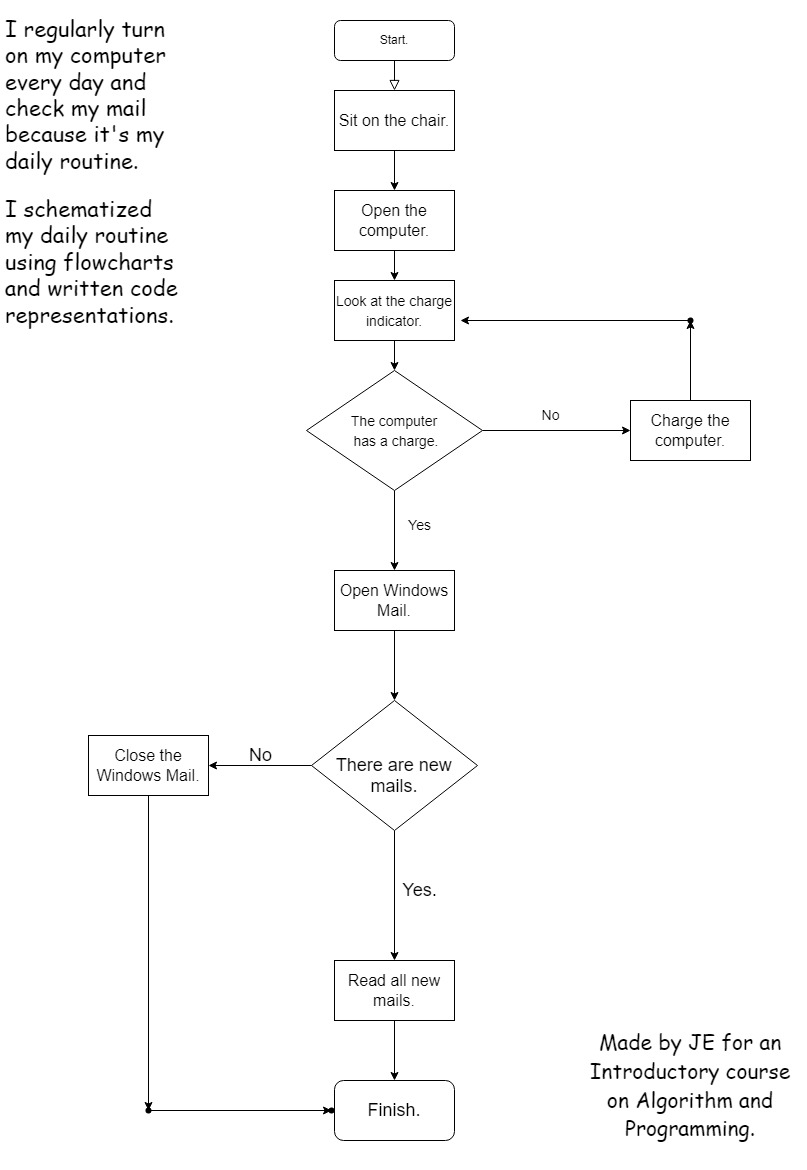 I regularly turn
on my computer
every day and
check my mail
because it's my
daily routine.
I schematized
my daily routine
using flowcharts
and written code
representations.
Start.
Sit on the chair.
Open the
computer.
Look at the charge
indicator.
The computer
has a charge.
No
Charge the
computer.
Yes
Open Windows
Mail.
There are new
mails.
No
Close the
Windows Mail.
Yes.
Read all new
mails.
Finish.
Made by JE for an
Introductory course
on Algorithm and
Programming.